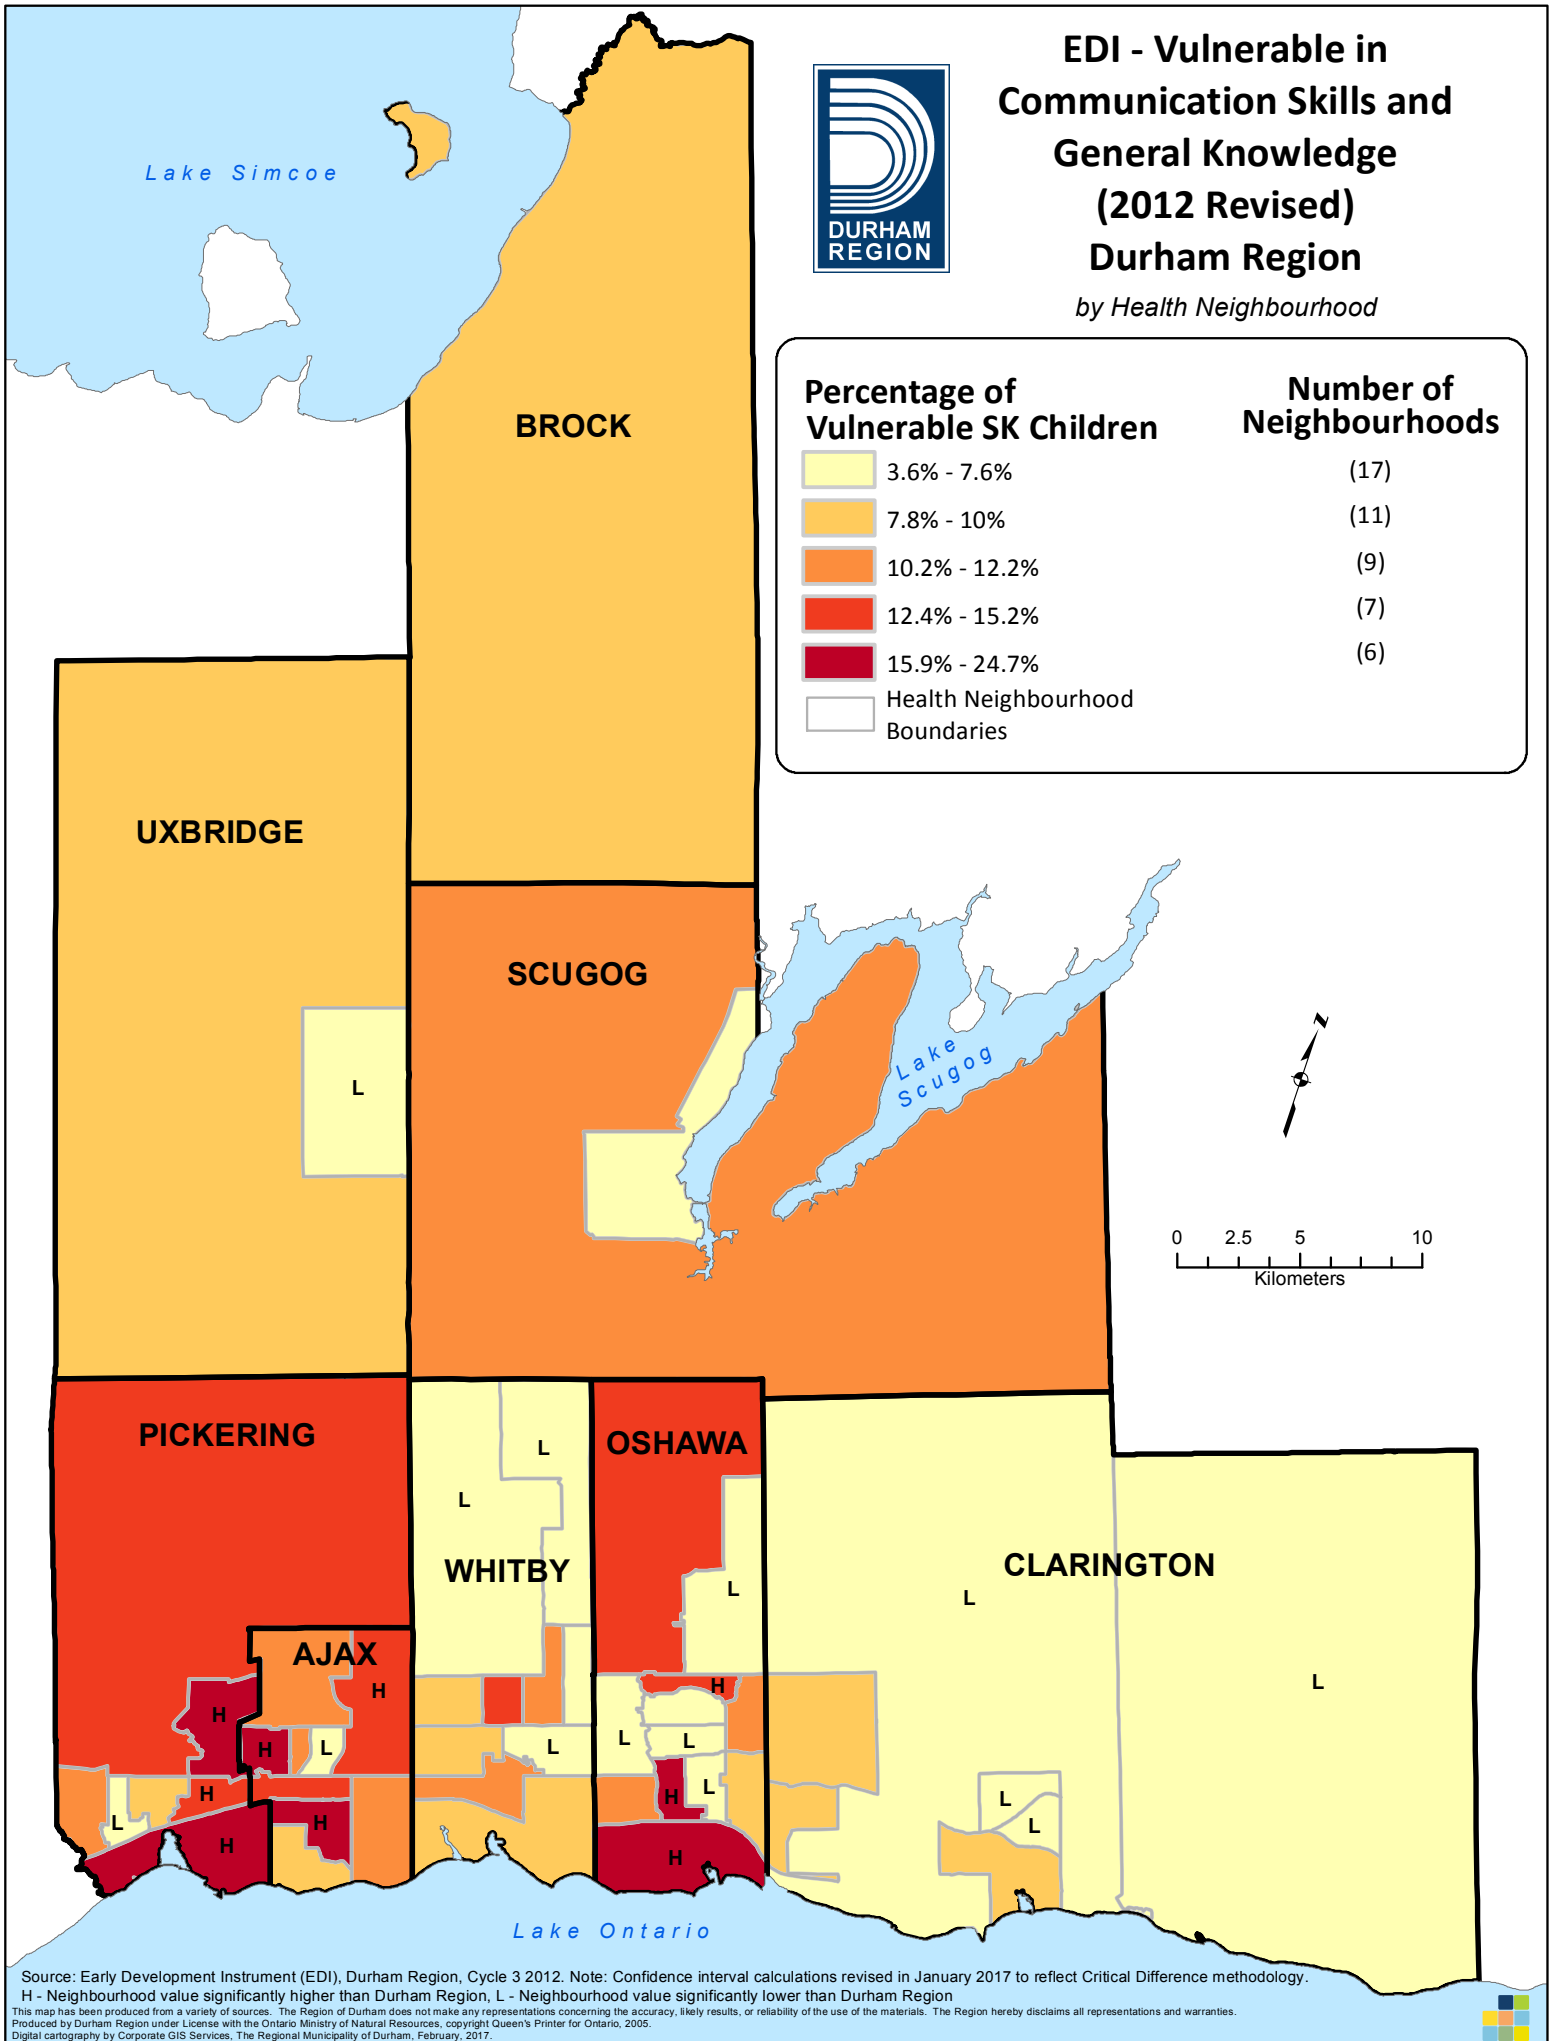 EDI - Vulnerable in
Communication Skills and
General Knowledge
(2012 Revised)
Durham Region
by Health Neighbourhood
DURHAM
REGION
Percentage of
Vulnerable SK Children
Number of
Neighbourhoods
3.6% - 7.6% (17)
7.8% - 10% (11)
10.2% - 12.2% (9)
12.4% - 15.2% (7)
15.9% - 24.7% (6)
Health Neighbourhood
Boundaries
Lake Simcoe
BROCK
UXBRIDGE
SCUGOG
Lake
Scugog
L
N
0 2.5 5 10
Kilometers
PICKERING
OSHAWA
L
L
WHITBY
CLARINGTON
L
L
AJAX
L
H
H
H
H
L
L
L
L
H
H
L
H
L
L
H
L
H
H
Lake Ontario
Source: Early Development Instrument (EDI), Durham Region, Cycle 3 2012. Note: Confidence interval calculations revised in January 2017 to reflect Critical Difference methodology.
H - Neighbourhood value significantly higher than Durham Region, L - Neighbourhood value significantly lower than Durham Region
This map has been produced from a variety of sources. The Region of Durham does not make any representations concerning the accuracy, likely results, or reliability of the use of the materials. The Region hereby disclaims all representations and warranties.
Produced by Durham Region under License with the Ontario Ministry of Natural Resources, copyright Queen's Printer for Ontario, 2005.
Digital cartography by Corporate GIS Services, The Regional Municipality of Durham, February, 2017.